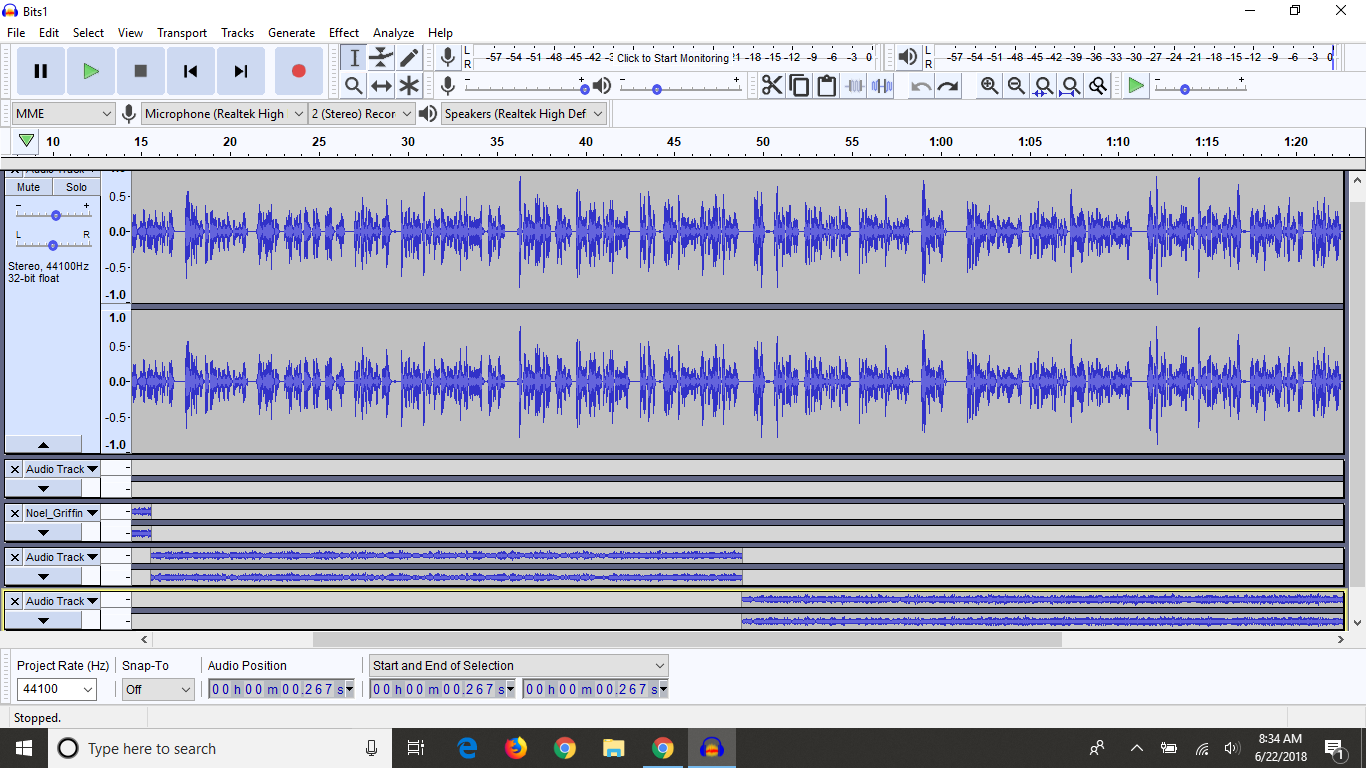 Bits1
File Edit Select View Transport Tracks Generate Effect Analyze Help
L R -57 -54 -51 -48 -45 -42 -3 Click to Start Monitoring !1 -18 -15 -12 -9 -6 -3 0
L R -57 -54 -51 -48 -45 -42 -39 -36 -33 -30 -27 -24 -21 -18 -15 -12 -9 -6 -3 0
- + - + - +
MME Microphone (Realtek High 2 (Stereo) Recor Speakers (Realtek High Def
10 15 20 25 30 35 40 45 50 55 1:00 1:05 1:10 1:15 1:20
Mute Solo
- +
L R
Stereo, 44100Hz
32-bit float
0.5
0.0
-0.5
-1.0
1.0
0.5
0.0
-0.5
-1.0
X Audio Track
X Noel_Griffin
X Audio Track
X Audio Track
Project Rate (Hz) Snap-To Audio Position Start and End of Selection
44100 Off 00 h 00 m 00.267 s 00 h 00 m 00.267 s 00 h 00 m 00.267 s
Stopped.
Type here to search
8:34 AM
6/22/2018
1